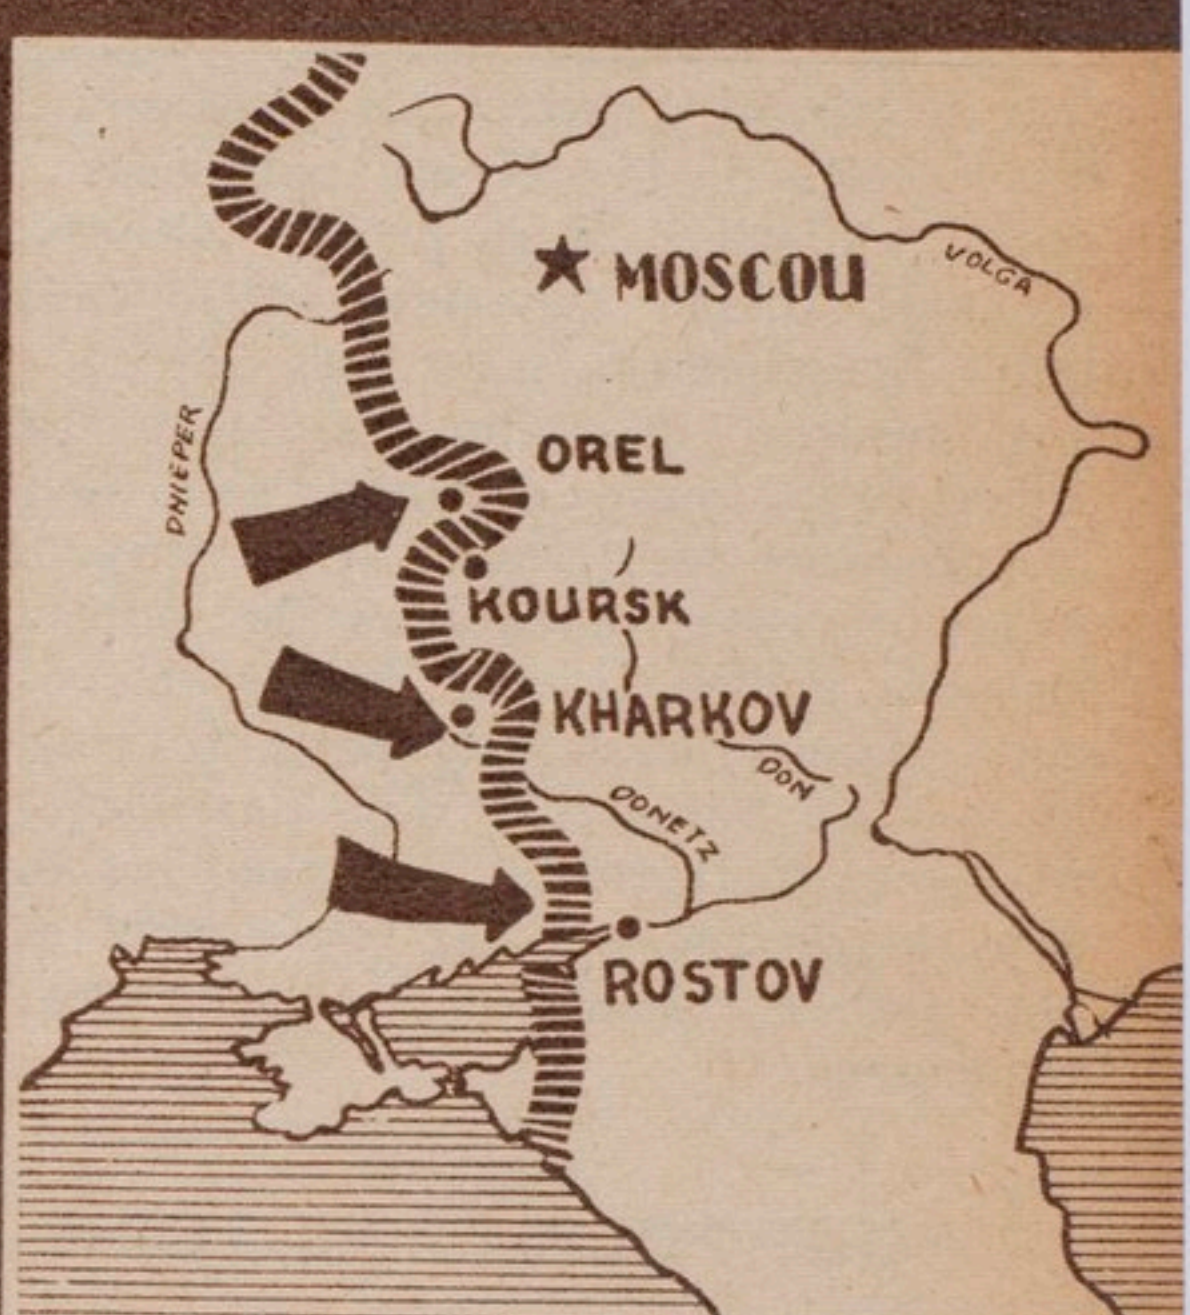 MOSCOU
VOLGA
DNIEPER
OREL
KOURSK
KHARKOV
DON
DONETZ
ROSTOV